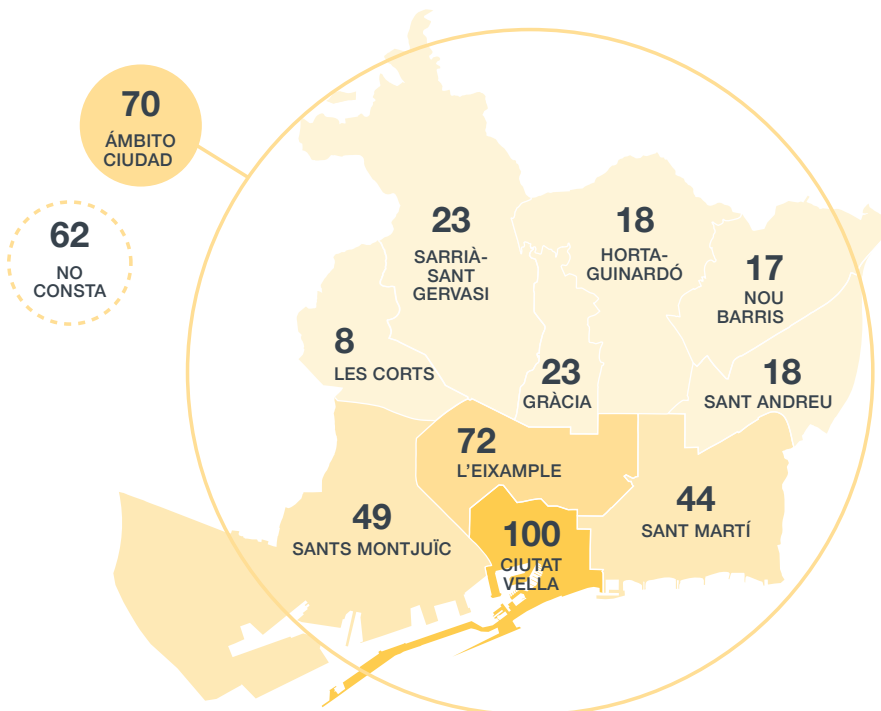 70
ÁMBITO
CIUDAD
62
NO
CONSTA
23
SARRIÀ-
SANT
GERVASI
18
HORTA-
GUINARDÓ
17
NOU
BARRIS
8
LES CORTS
23
GRÀCIA
18
SANT ANDREU
72
L'EIXAMPLE
49
SANTS MONTJUÏC
100
CIUTAT
VELLA
44
SANT MARTÍ